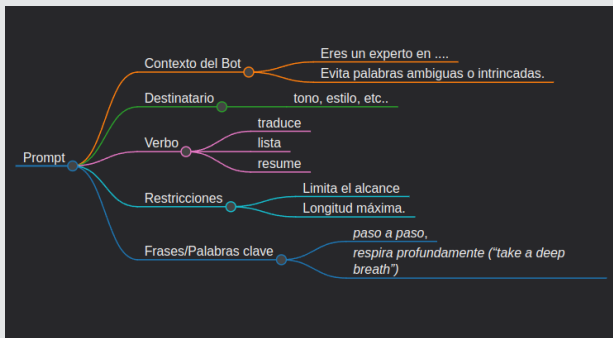 Prompt
Contexto del Bot
Eres un experto en ....
Evita palabras ambiguas o intrincadas.
Destinatario
tono, estilo, etc..
Verbo
traduce
lista
resume
Restricciones
Limita el alcance
Longitud máxima.
Frases/Palabras clave
paso a paso,
respira profundamente (“take a deep
breath”)